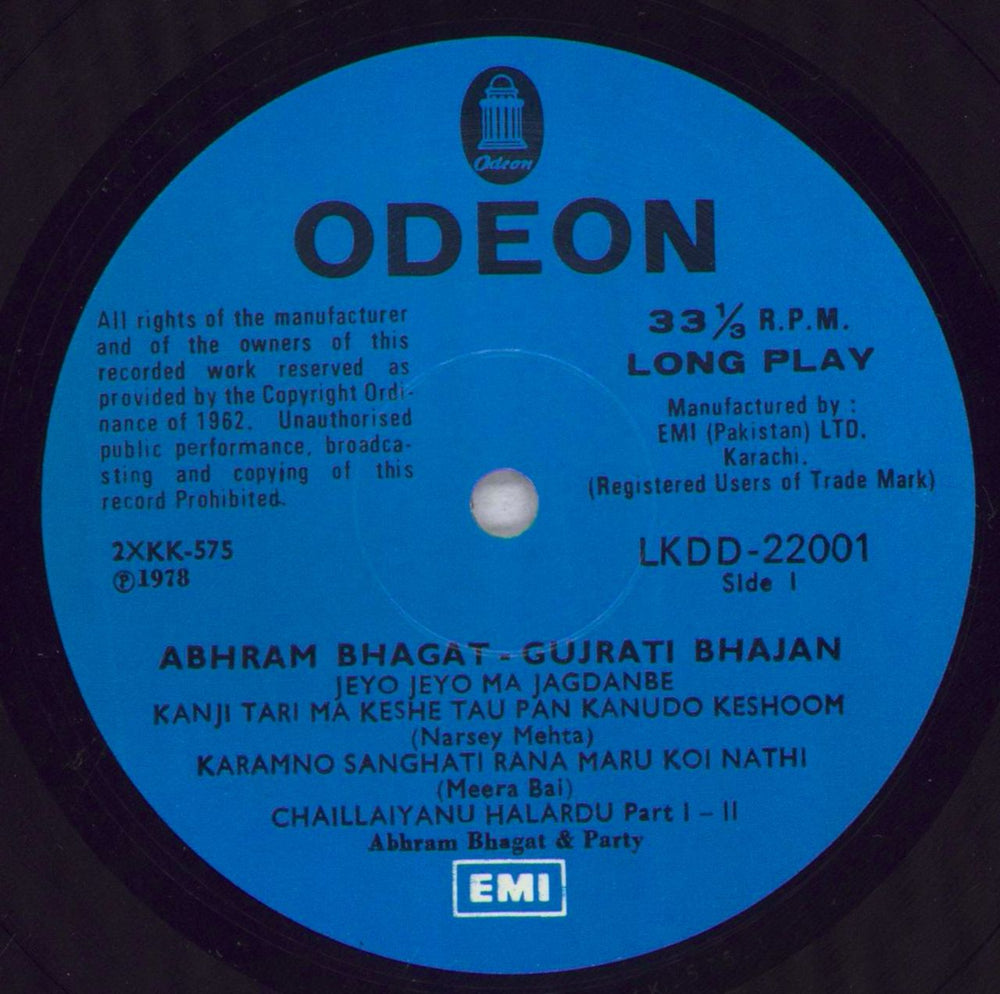 Odeon
ODEON
All rights of the manufacturer
and of the owners of this
recorded work reserved as
provided by the Copyright Ordi-
nance of 1962. Unauthorised
public performance, broadca-
sting and copying of this
record Prohibited.
2XKK-575
Ⓟ1978
33⅓ R.P.M.
LONG PLAY
Manufactured by :
EMI (Pakistan) LTD.
Karachi.
(Registered Users of Trade Mark)
LKDD-22001
Side I
ABHRAM BHAGAT - GUJRATI BHAJAN
JEYO JEYO MA JAGDANBE
KANJI TARI MA KESHE TAU PAN KANUDO KESHOOM
(Narsey Mehta)
KARAMNO SANGHATI RANA MARU KOI NATHI
(Meera Bai)
CHAILLAIYANU HALARDU Part I – II
Abhram Bhagat & Party
EMI